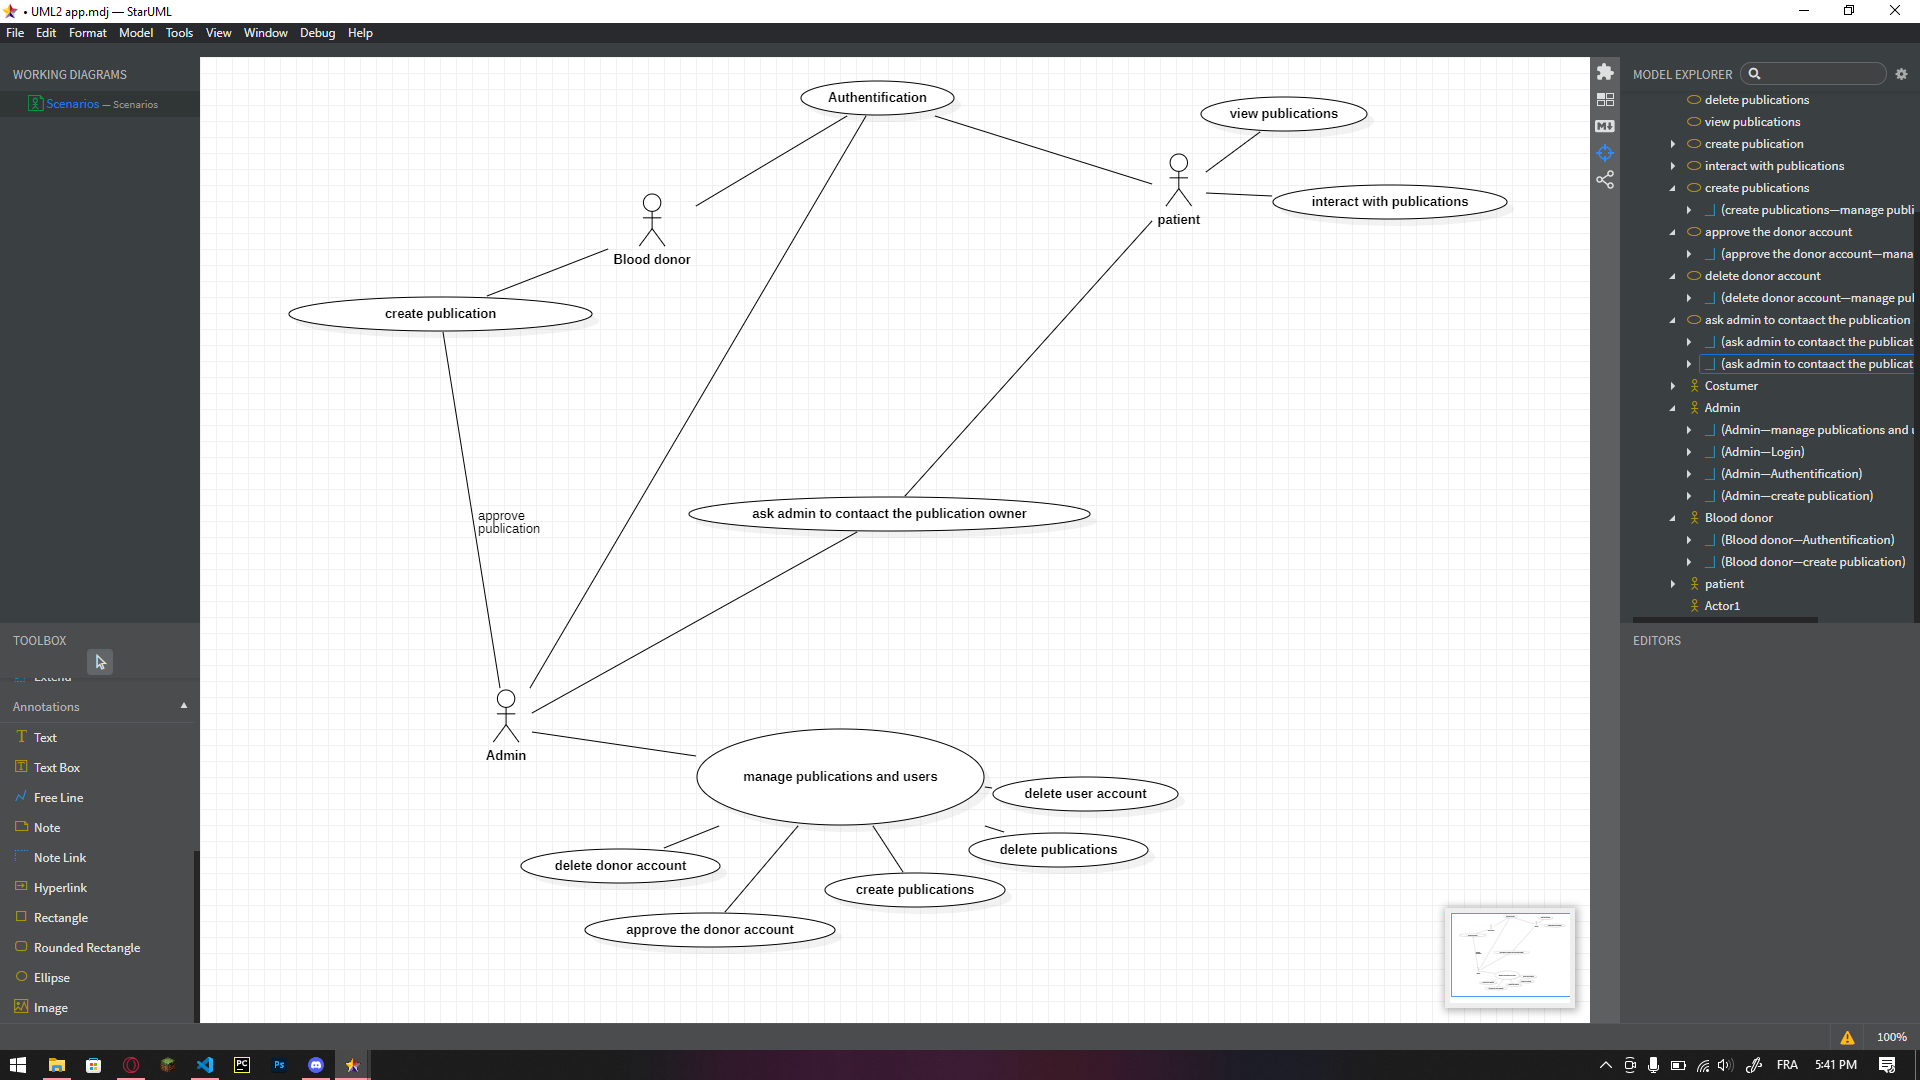 • UML2 app.mdj — StarUML
File Edit Format Model Tools View Window Debug Help
WORKING DIAGRAMS
Scenarios — Scenarios
TOOLBOX
Extend
Annotations
Text
Text Box
Free Line
Note
Note Link
Hyperlink
Rectangle
Rounded Rectangle
Ellipse
Image
Authentification
view publications
patient
interact with publications
Blood donor
create publication
approve
publication
ask admin to contaact the publication owner
Admin
manage publications and users
delete user account
delete publications
delete donor account
create publications
approve the donor account
MODEL EXPLORER
delete publications
view publications
create publication
interact with publications
create publications
(create publications—manage publi
approve the donor account
(approve the donor account—mana
delete donor account
(delete donor account—manage pul
ask admin to contaact the publication
(ask admin to contaact the publicat
(ask admin to contaact the publicat
Costumer
Admin
(Admin—manage publications and u
(Admin—Login)
(Admin—Authentification)
(Admin—create publication)
Blood donor
(Blood donor—Authentification)
(Blood donor—create publication)
patient
Actor1
EDITORS
100%
PC
Ps
FRA
5:41 PM